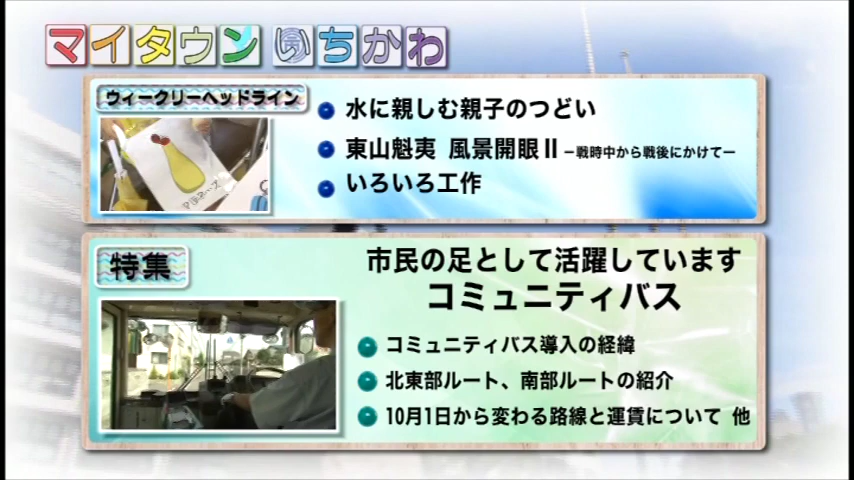 マイタウン いちかわ
ウィークリーヘッドライン
水に親しむ親子のつどい
東山魁夷 風景開眼Ⅱ ー戦時中から戦後にかけてー
いろいろ工作
特集
市民の足として活躍しています
コミュニティバス
コミュニティバス導入の経緯
北東部ルート、南部ルートの紹介
10月1日から変わる路線と運賃について 他